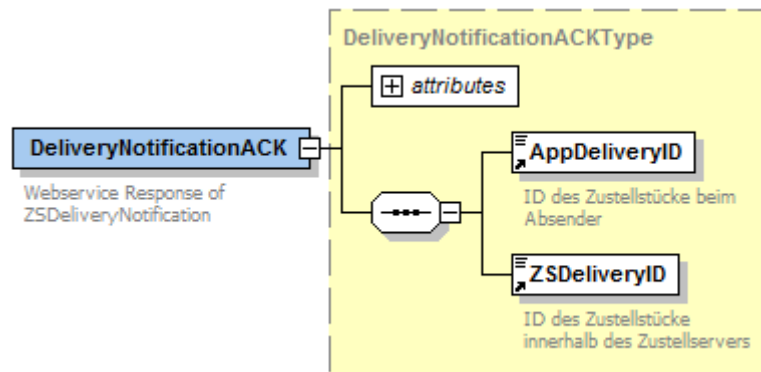 DeliveryNotificationACKType
attributes
DeliveryNotificationACK
Webservice Response of
ZSDeliveryNotification
AppDeliveryID
ID des Zustellstücke beim
Absender
ZSDeliveryID
ID des Zustellstücke
innerhalb des Zustellservers